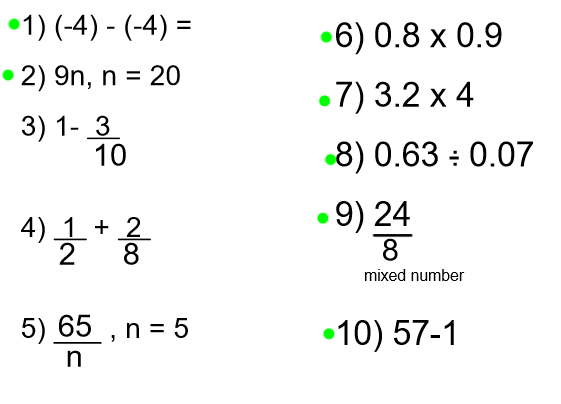 1) (-4) - (-4) =
2) 9n, n = 20
3) 1- 3/10
4) 1/2 + 2/8
5) 65/n , n = 5
6) 0.8 x 0.9
7) 3.2 x 4
8) 0.63 ÷ 0.07
9) 24/8
mixed number
10) 57-1